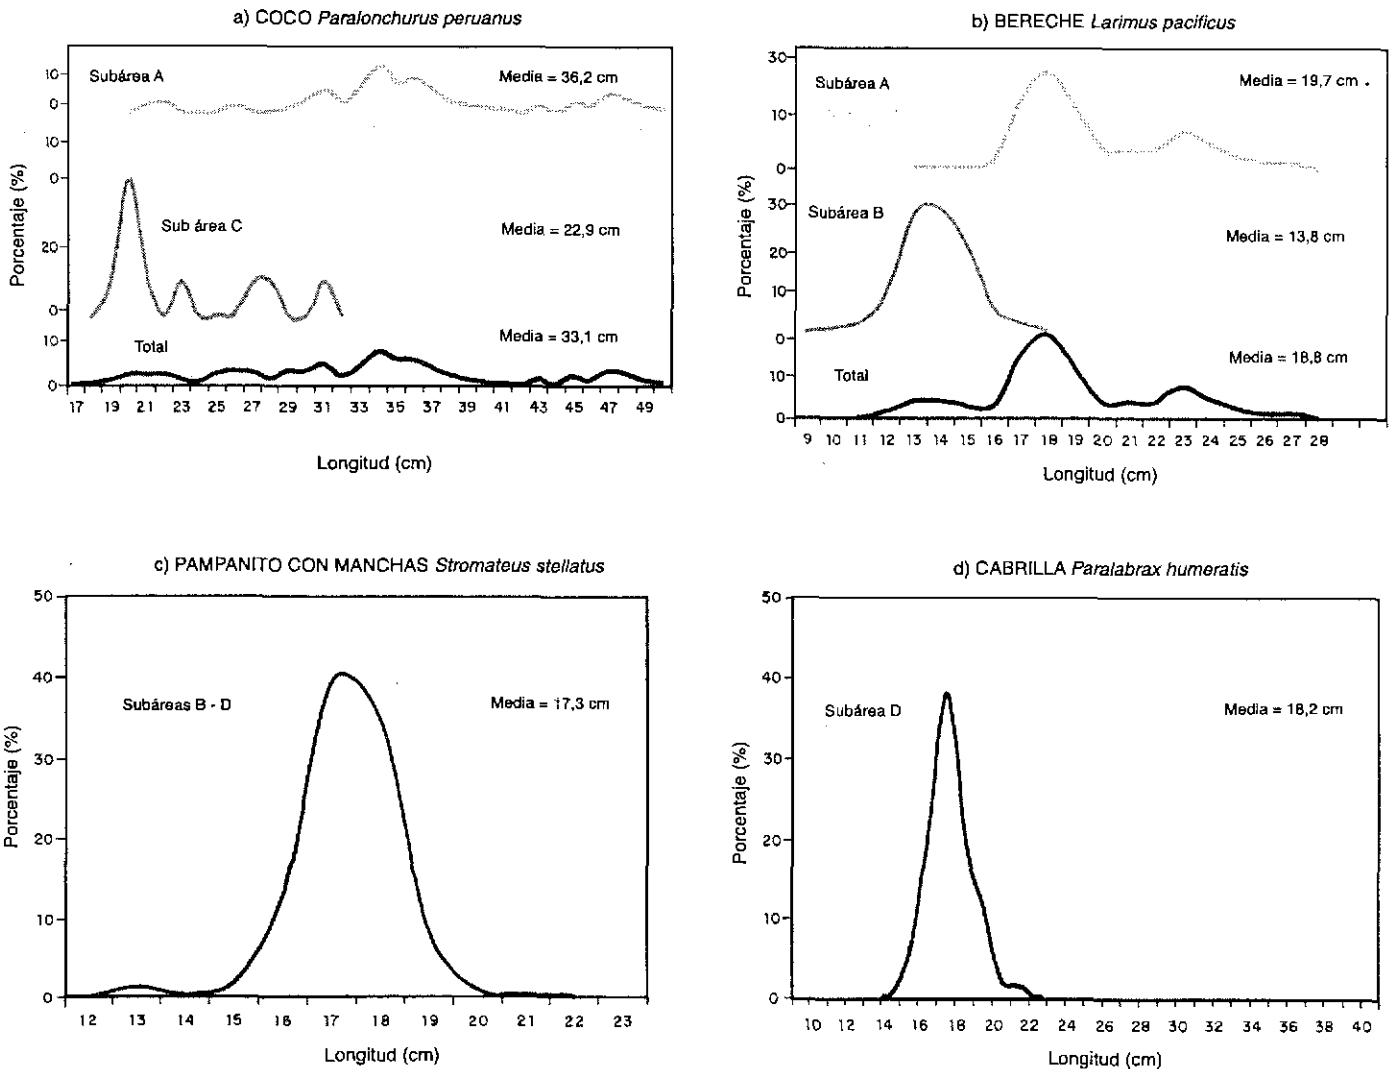 a) COCO Paralonchurus peruanus
Porcentaje (%)
10
0
10
0
20
0
10
0
Subárea A
Media = 36,2 cm
Sub área C
Media = 22,9 cm
Total
Media = 33,1 cm
17 19 21 23 25 27 29 31 33 35 37 39 41 43 45 47 49
Longitud (cm)
b) BERECHE Larimus pacificus
Porcentaje (%)
30
10
0
30
20
10
0
10
0
Subárea A
Media = 19,7 cm
Subárea B
Media = 13,8 cm
Total
Media = 18,8 cm
9 10 11 12 13 14 15 16 17 18 19 20 21 22 23 24 25 26 27 28
Longitud (cm)
c) PAMPANITO CON MANCHAS Stromateus stellatus
Porcentaje (%)
50
40
30
20
10
0
Subáreas B - D
Media = 17,3 cm
12 13 14 15 16 17 18 19 20 21 22 23
Longitud (cm)
d) CABRILLA Paralabrax humeratis
Porcentaje (%)
50
40
30
20
10
0
Subárea D
Media = 18,2 cm
10 12 14 16 18 20 22 24 26 28 30 32 34 36 38 40
Longitud (cm)